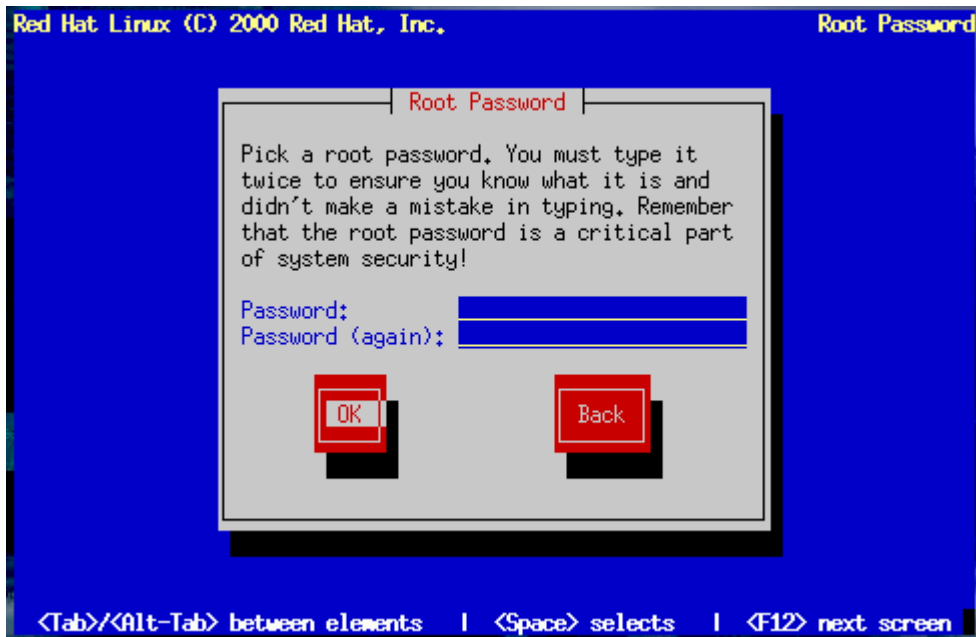 Red Hat Linux (C) 2000 Red Hat, Inc. Root Password
Root Password
Pick a root password. You must type it
twice to ensure you know what it is and
didn't make a mistake in typing. Remember
that the root password is a critical part
of system security!
Password:
Password (again):
OK Back
<Tab>/<Alt-Tab> between elements | <Space> selects | <F12> next screen